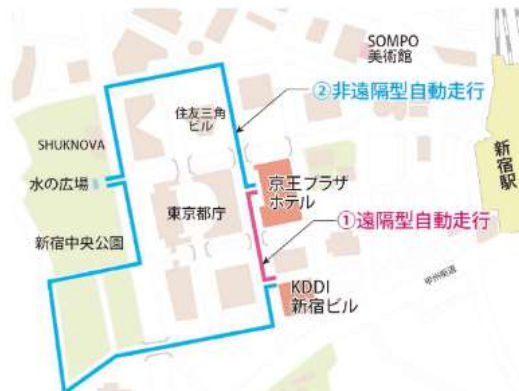 SOMPO
美術館
②非遠隔型自動走行
住友三角
ビル
SHUKNOVA
新宿駅
水の広場
京王プラザ
ホテル
東京都庁
①遠隔型自動走行
新宿中央公園
甲州街道
KDDI
新宿ビル